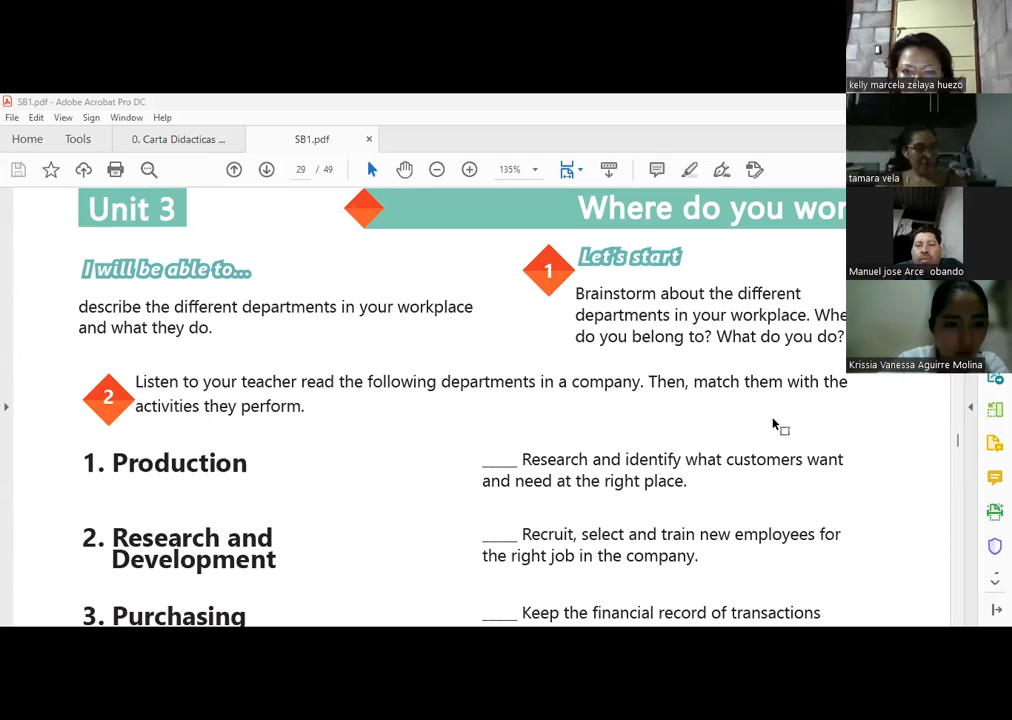 SB1.pdf - Adobe Acrobat Pro DC
File Edit View Sign Window Help
Home Tools 0. Carta Didacticas ... SB1.pdf ×
29 / 49 135%
Unit 3
Where do you wor
I will be able to...
describe the different departments in your workplace
and what they do.
1
Let's start
Brainstorm about the different
departments in your workplace. Whe
do you belong to? What do you do?
2
Listen to your teacher read the following departments in a company. Then, match them with the
activities they perform.
1. Production
____ Research and identify what customers want
and need at the right place.
2. Research and
Development
____ Recruit, select and train new employees for
the right job in the company.
3. Purchasing
____ Keep the financial record of transactions
kelly marcela zelaya huezo
tamara vela
Manuel jose Arce obando
Krissia Vanessa Aguirre Molina